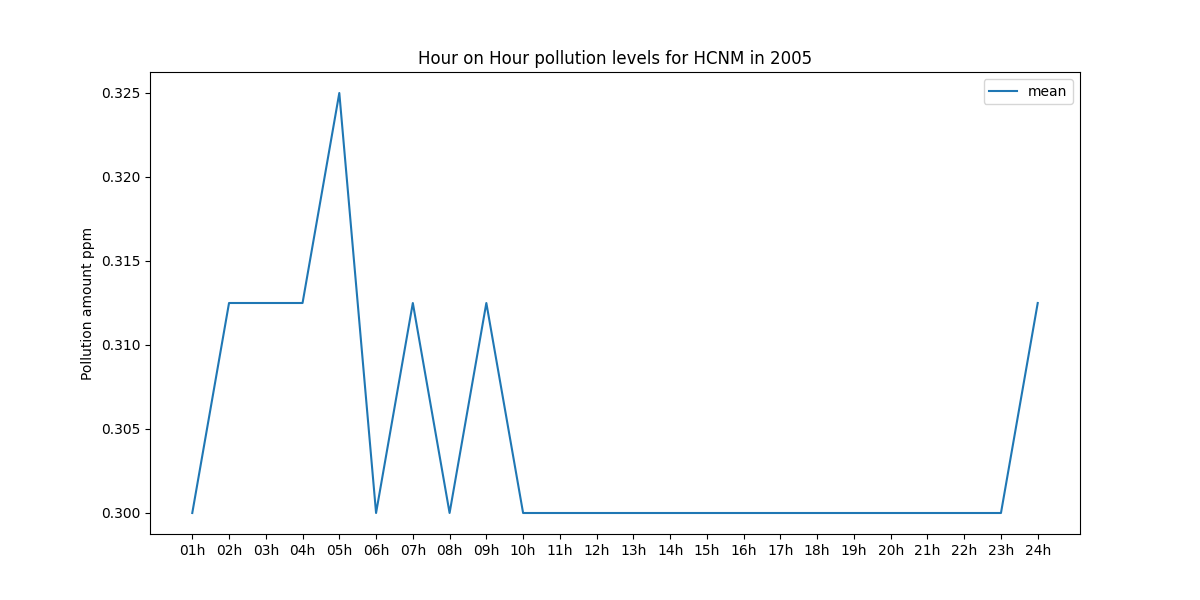 Hour on Hour pollution levels for HCNM in 2005
mean
Pollution amount ppm
0.325
0.320
0.315
0.310
0.305
0.300
01h 02h 03h 04h 05h 06h 07h 08h 09h 10h 11h 12h 13h 14h 15h 16h 17h 18h 19h 20h 21h 22h 23h 24h